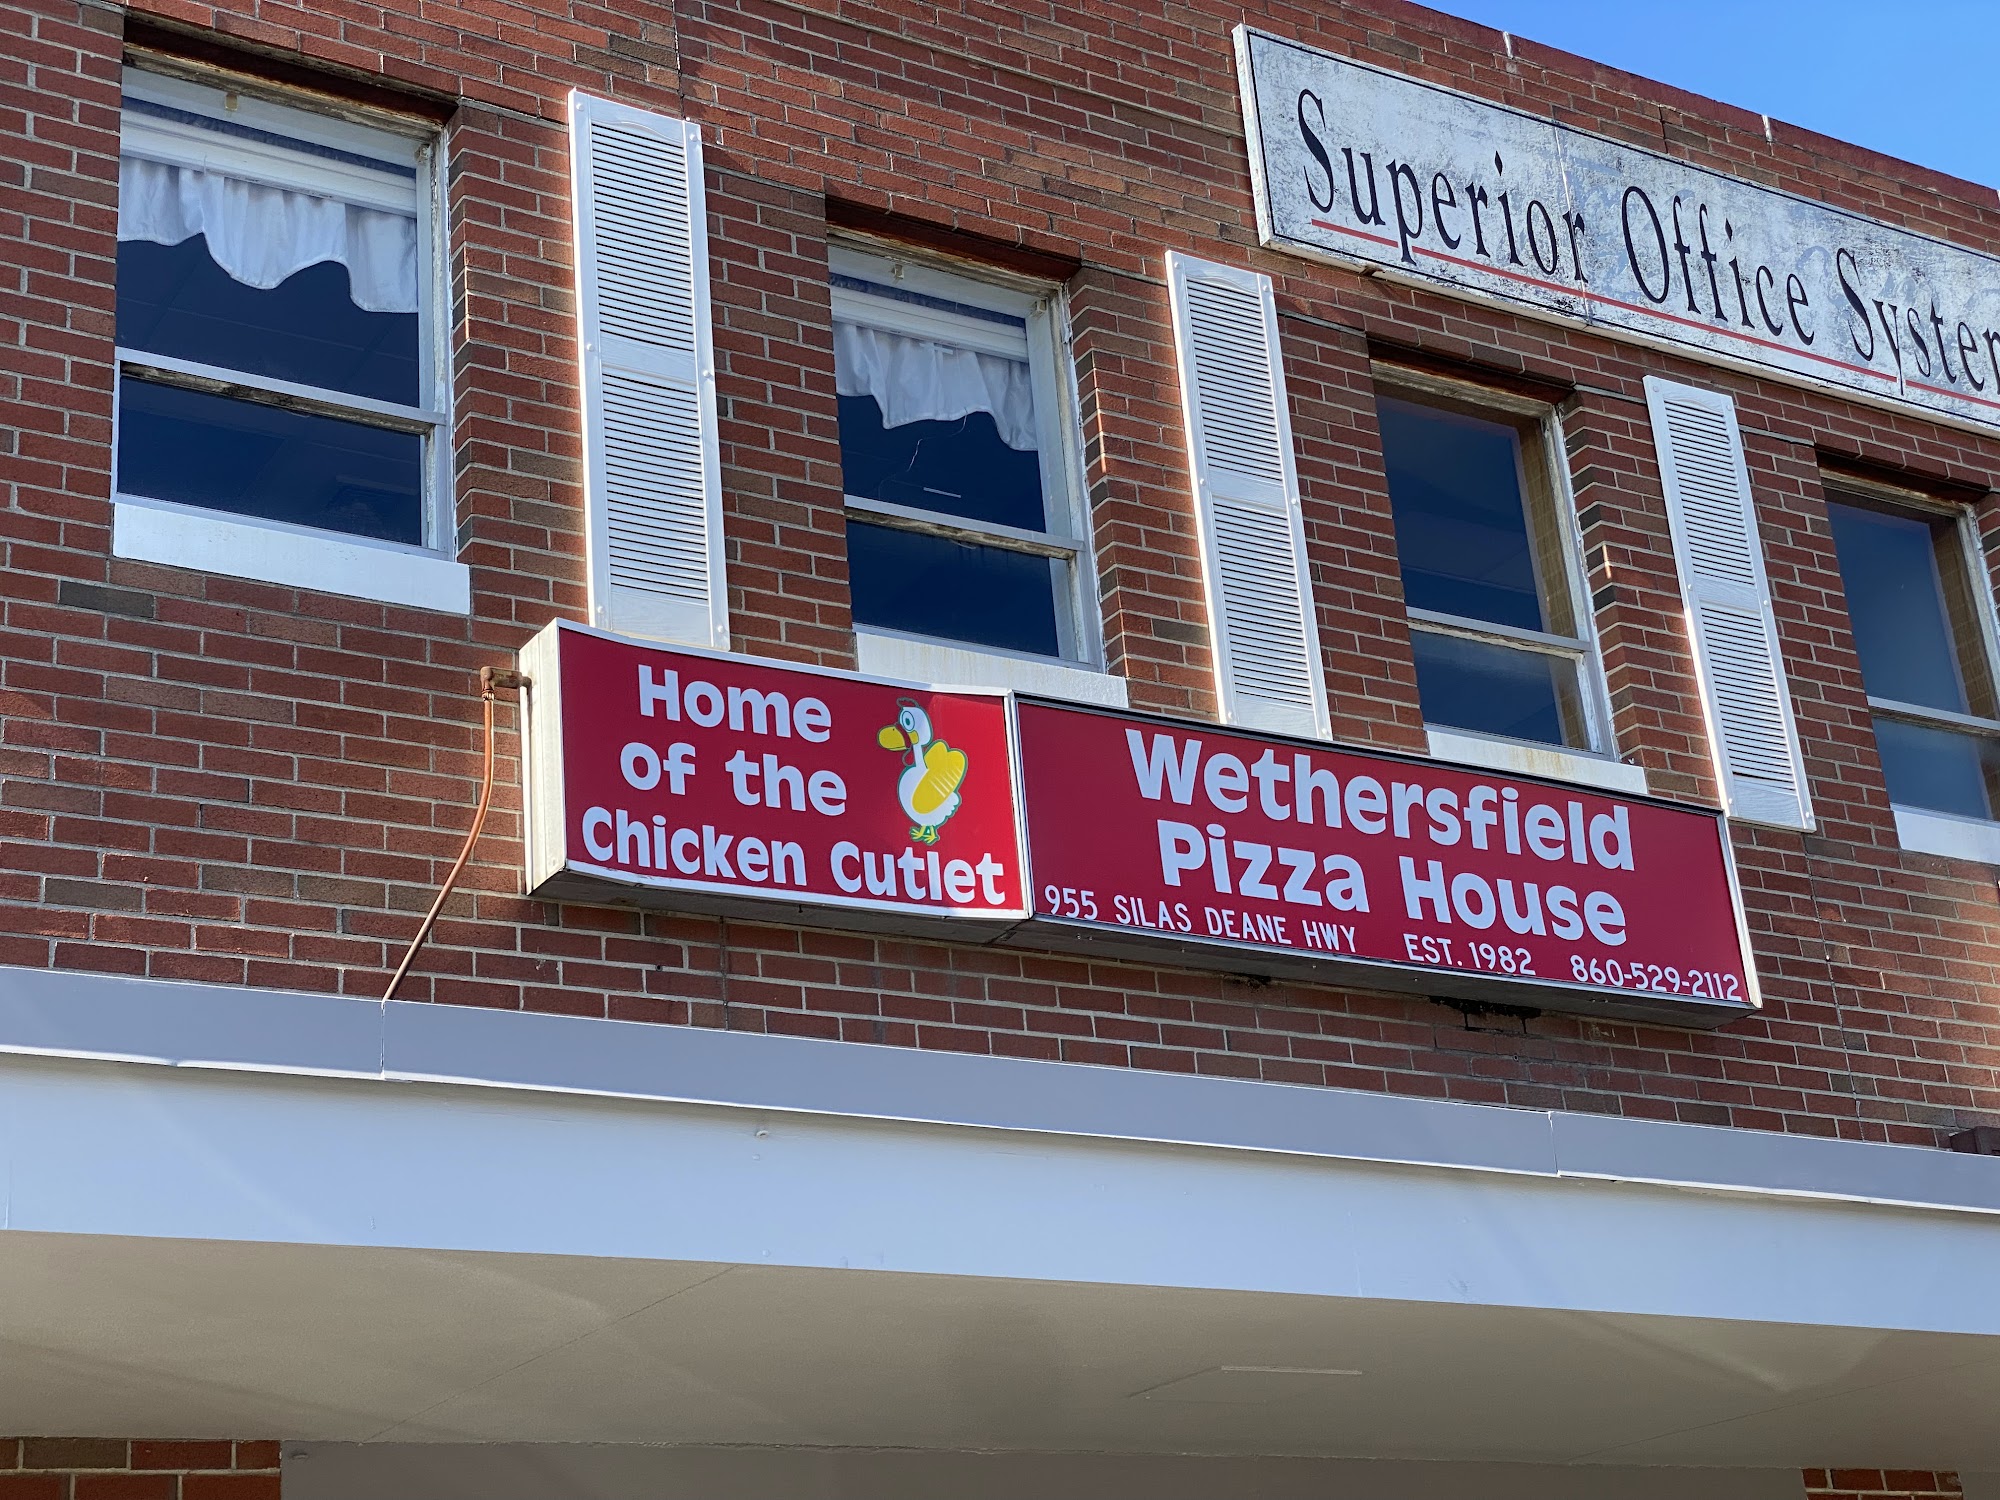 Superior Office System
Home
of the
Chicken Cutlet
Wethersfield
Pizza House
955 SILAS DEANE HWY EST. 1982 860-529-2112